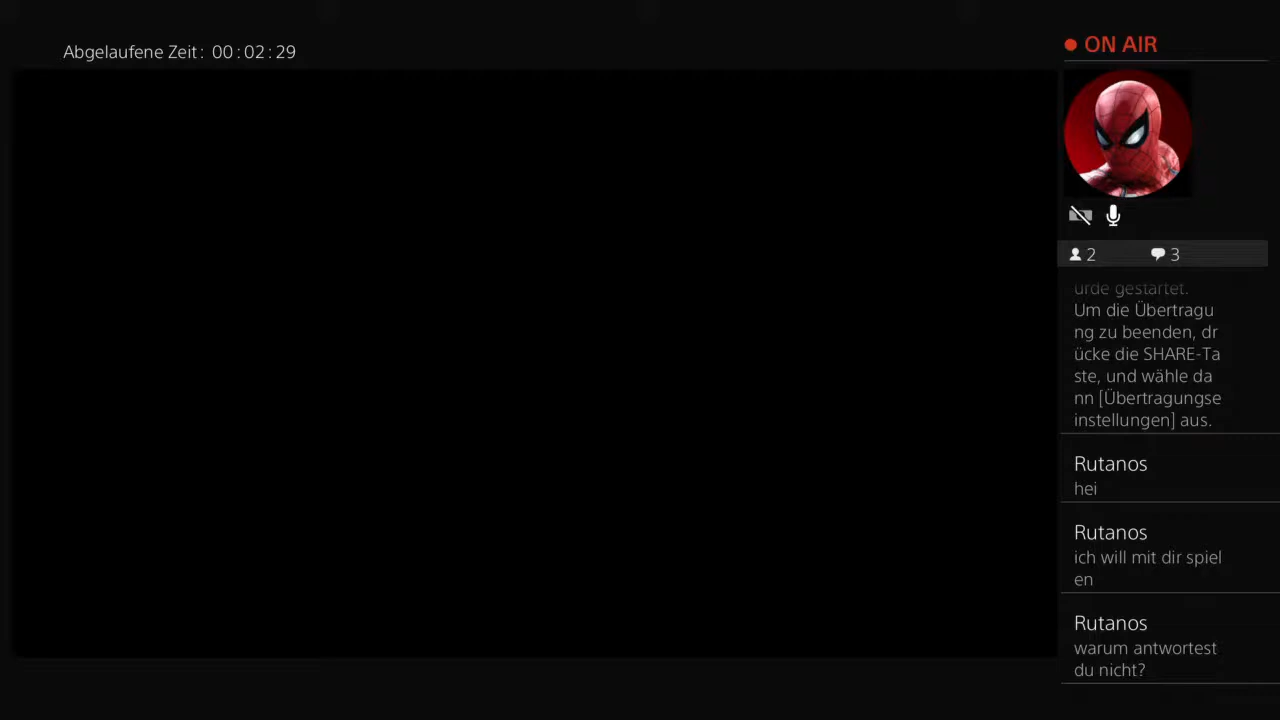 Abgelaufene Zeit: 00:02:29
ON AIR
2 3
urde gestartet.
Um die Übertragu
ng zu beenden, dr
ücke die SHARE-Ta
ste, und wähle da
nn [Übertragungse
instellungen] aus.
Rutanos
hei
Rutanos
ich will mit dir spiel
en
Rutanos
warum antwortest
du nicht?